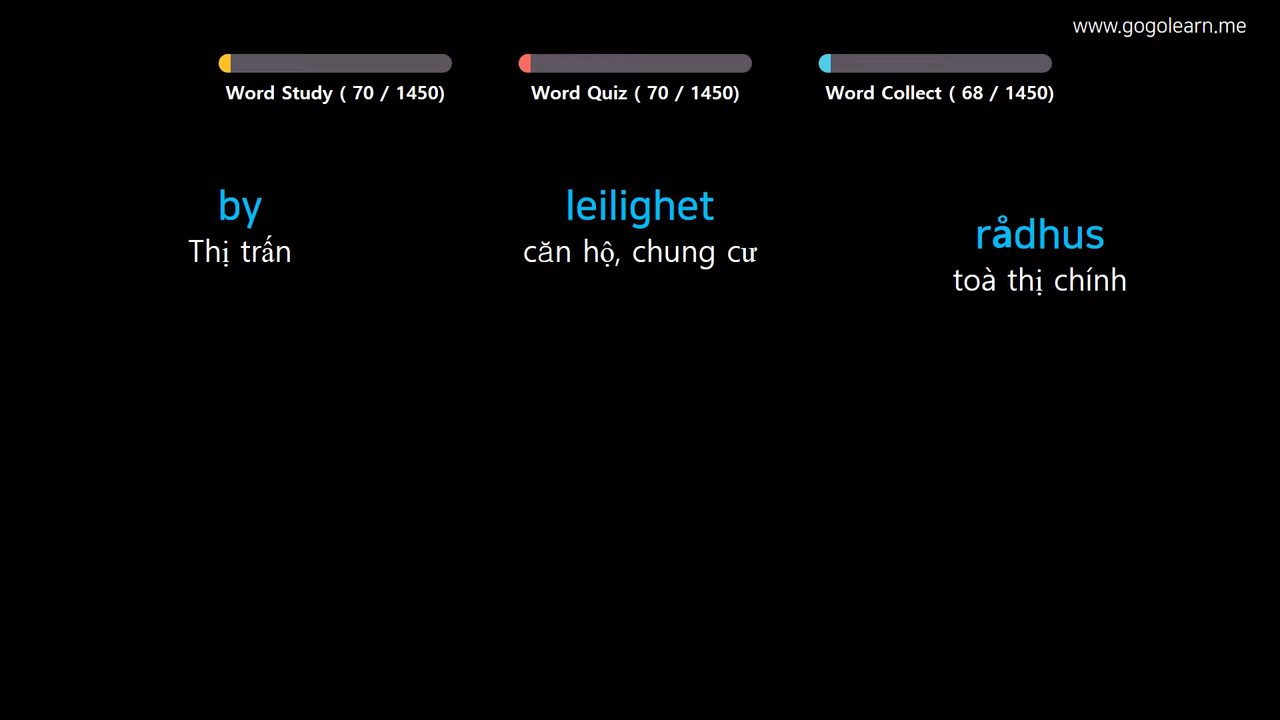 www.gogolearn.me
Word Study ( 70 / 1450)
Word Quiz ( 70 / 1450)
Word Collect ( 68 / 1450)
by
Thị trấn
leilighet
căn hộ, chung cư
rådhus
toà thị chính